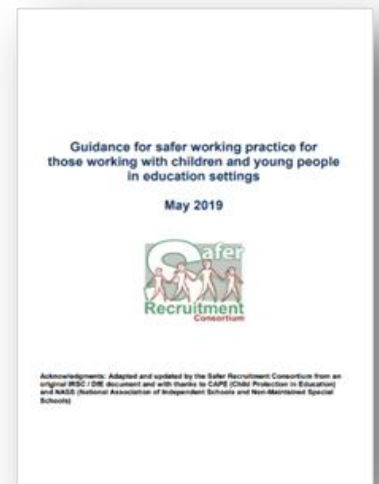 Guidance for safer working practice for
those working with children and young people
in education settings
May 2019
Safer
Recruitment
Consortium
Acknowledgments: Adapted and updated by the Safer Recruitment Consortium from an
original IRSC / DfE document and with thanks to CAPE (Child Protection in Education)
and NASS (National Association of Independent Schools and Non-Maintained Special
Schools)